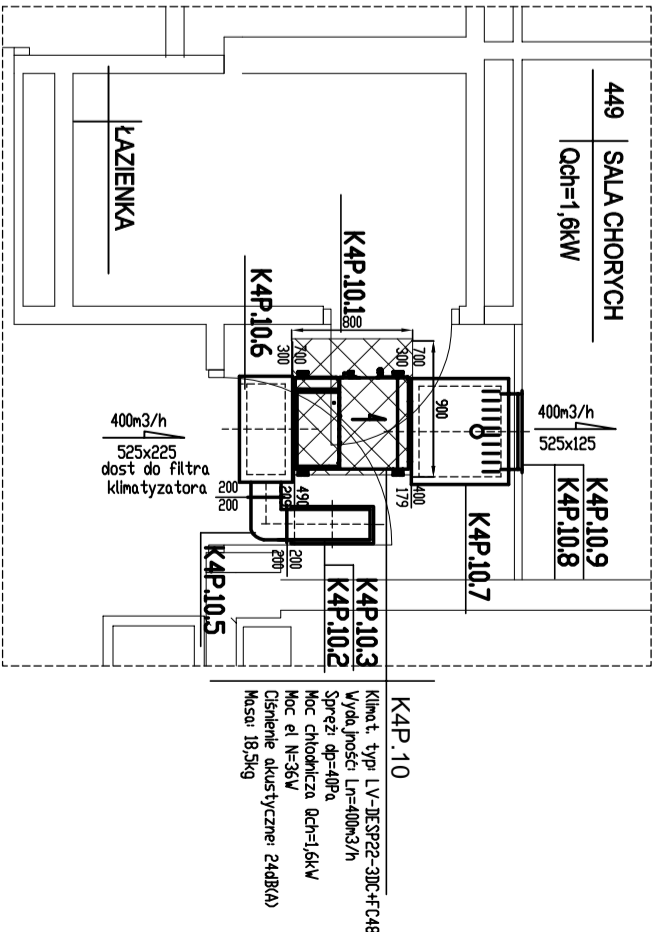 449 SALA CHORYCH
Qch=1,6kW
ŁAZIENKA
K4P.10.1
K4P.10.6
800
700
300
700
300
900
400m3/h
525x125
K4P.10.9
K4P.10.8
K4P.10.7
400
179
490
209
400m3/h
525x225
dost do filtra
klimatyzatora
200
200
200
200
K4P.10.5
K4P.10.3
K4P.10.2
K4P.10
Klimat. typ: LV-DESP22-3DC+FC48
Wydajność: Ln=400m3/h
Spręż: dp=40Pa
Moc chłodnicza Qch=1,6kW
Moc el N=36W
Ciśnienie akustyczne: 24dB(A)
Masa: 18,5kg